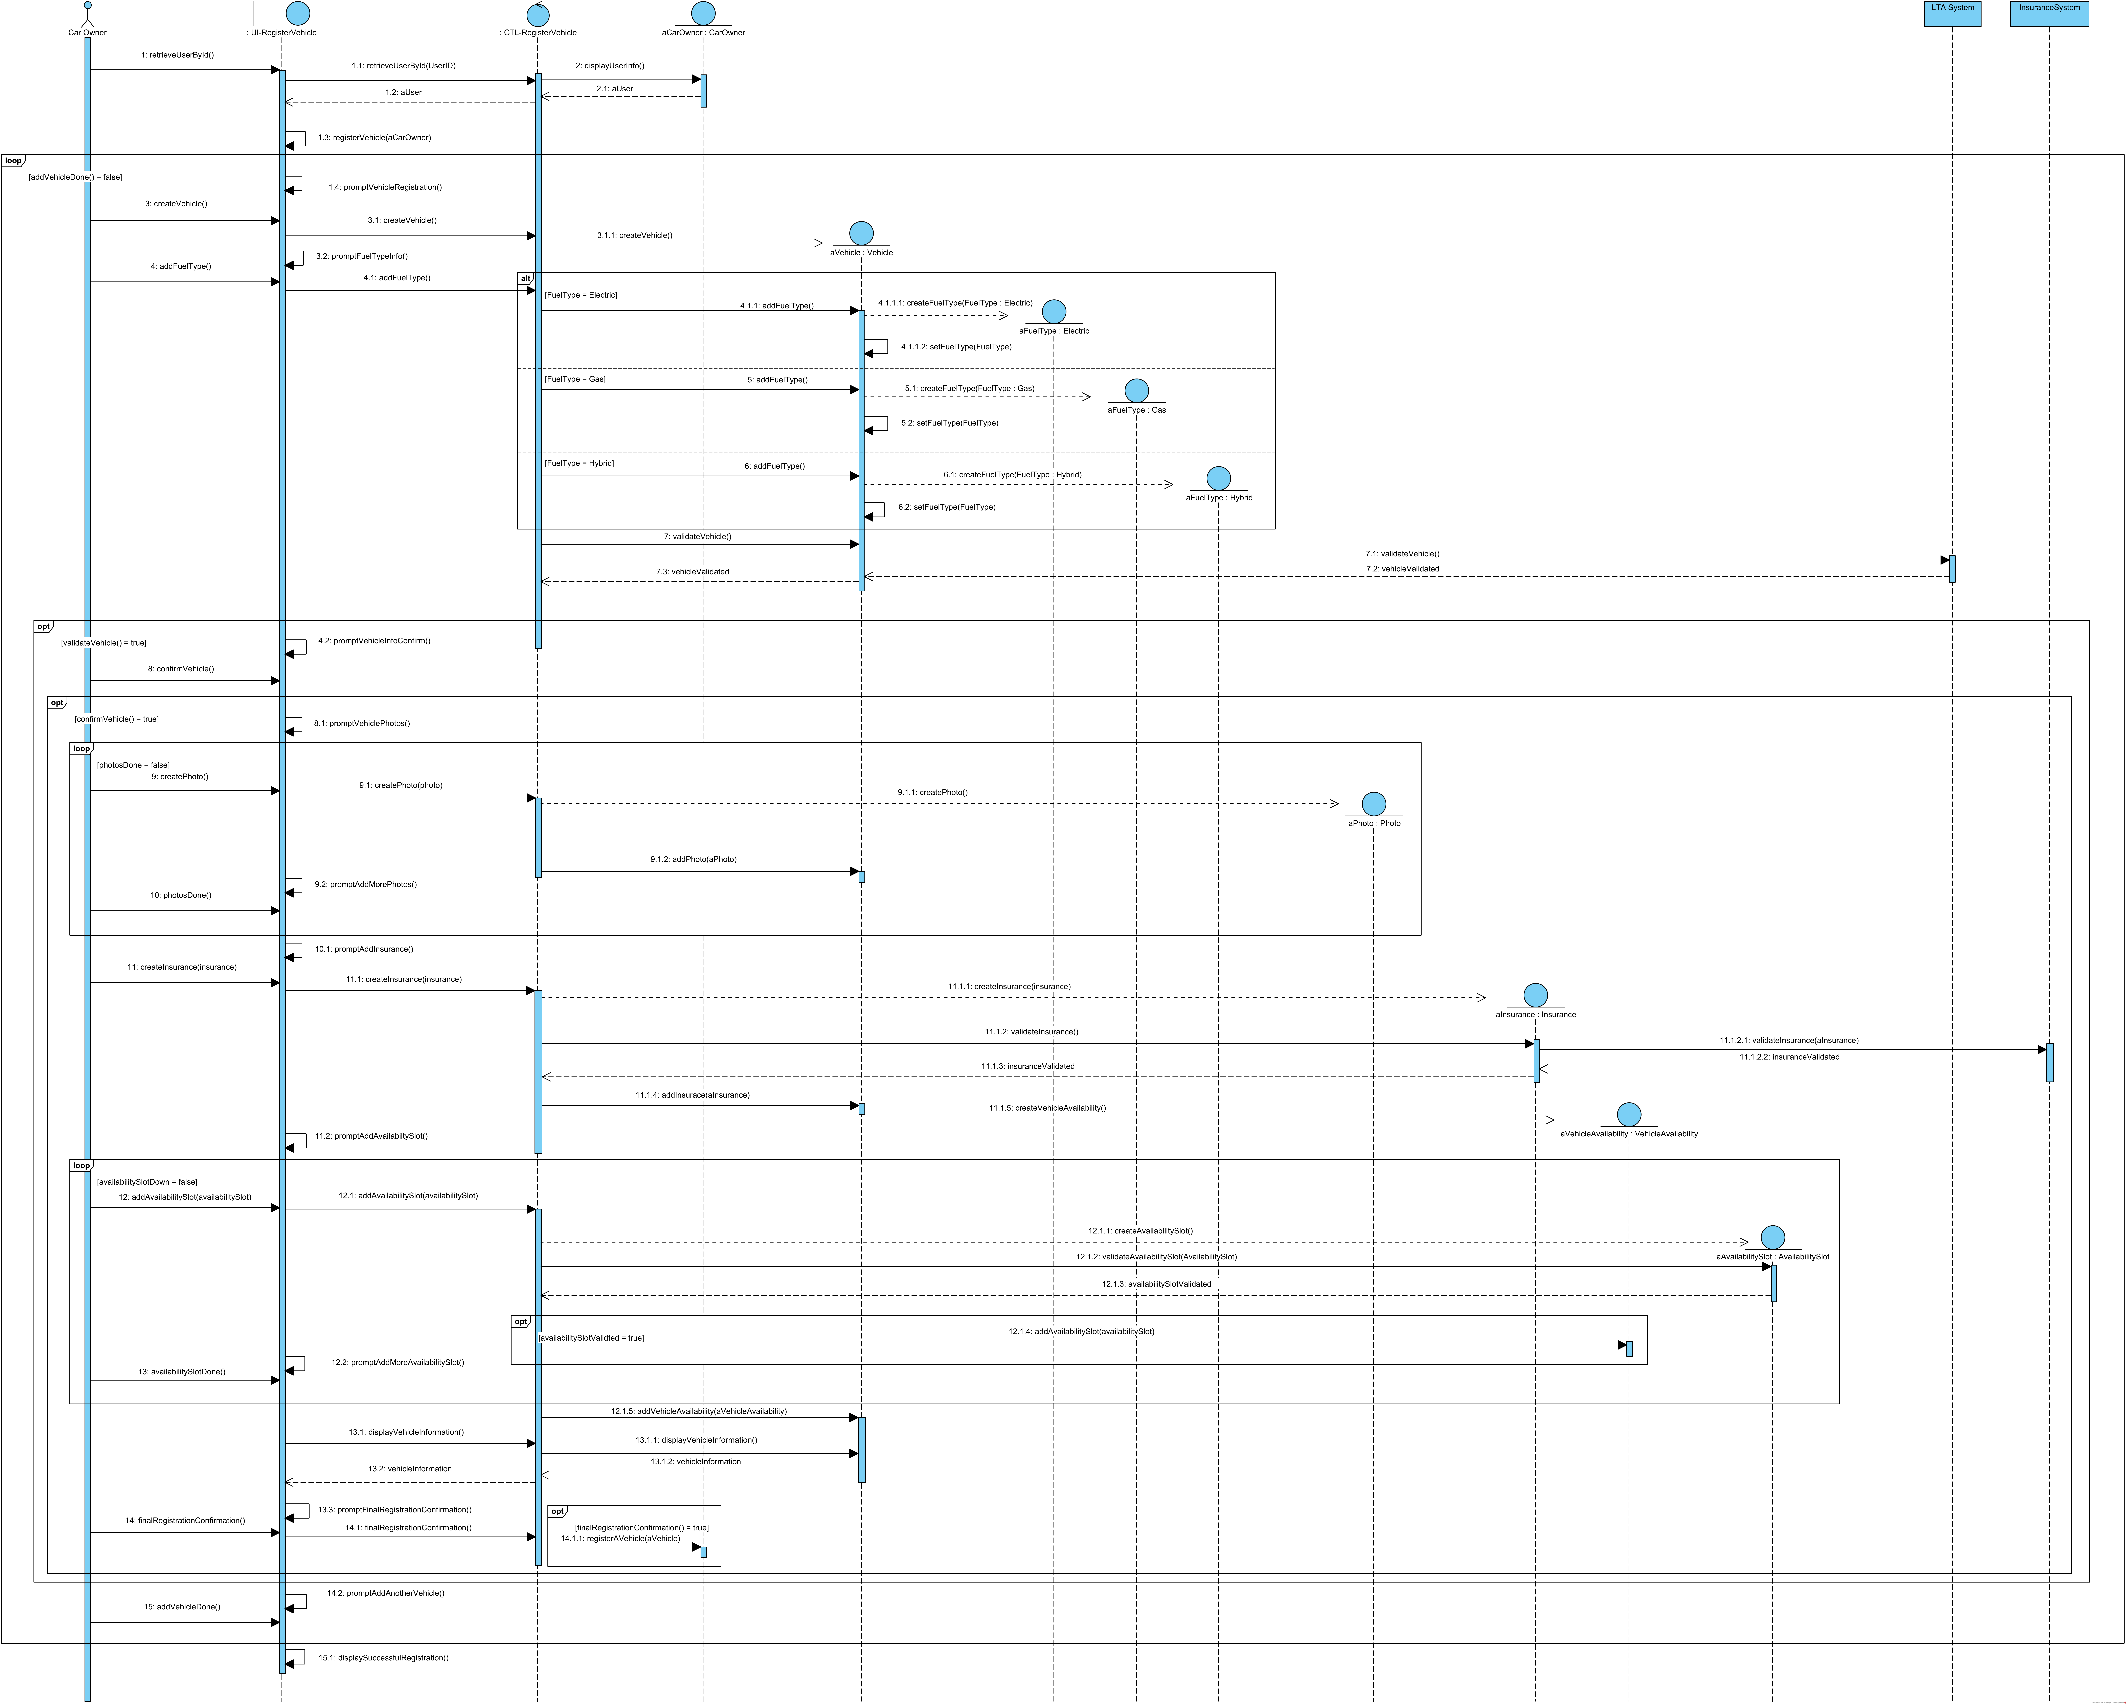 Car Owner
: UI-RegisterVehicle
: CTL-RegisterVehicle
aCarOwner : CarOwner
LTA System
InsuranceSystem
1: retrieveUserById()
1.1: retrieveUserById(UserID)
2: displayUserInfo()
1.2: aUser
2.1: aUser
1.3: registerVehicle(aCarOwner)
loop
[addVehicleDone() = false]
1.4: promptVehicleRegistration()
3: createVehicle()
3.1: createVehicle()
3.1.1: createVehicle()
aVehicle : Vehicle
3.2: promptFuelTypeInfo()
4: addFuelType()
4.1: addFuelType()
alt
[FuelType = Electric]
4.1.1: addFuelType()
4.1.1.1: createFuelType(FuelType : Electric)
aFuelType : Electric
4.1.1.2: setFuelType(FuelType)
[FuelType = Gas]
5: addFuelType()
5.1: createFuelType(FuelType : Gas)
aFuelType : Gas
5.2: setFuelType(FuelType)
[FuelType = Hybrid]
6: addFuelType()
6.1: createFuelType(FuelType : Hybrid)
aFuelType : Hybrid
6.2: setFuelType(FuelType)
7: validateVehicle()
7.1: validateVehicle()
7.2: vehicleValidated
7.3: vehicleValidated
opt
[validateVehicle() = true]
4.2: promptVehicleInfoConfirm()
8: confirmVehicle()
opt
[confirmVehicle() = true]
8.1: promptVehiclePhotos()
loop
[photosDone = false]
9: createPhoto()
9.1: createPhoto(photo)
9.1.1: createPhoto()
aPhoto : Photo
9.1.2: addPhoto(aPhoto)
9.2: promptAddMorePhotos()
10: photosDone()
10.1: promptAddInsurance()
11: createInsurance(insurance)
11.1: createInsurance(insurance)
11.1.1: createInsurance(insurance)
aInsurance : Insurance
11.1.2: validateInsurance()
11.1.2.1: validateInsurance(aInsurance)
11.1.2.2: insuranceValidated
11.1.3: insuranceValidated
11.1.4: addInsurace(aInsurance)
11.1.5: createVehicleAvailability()
aVehicleAvailability : VehicleAvailability
11.2: promptAddAvailabilitySlot()
loop
[availabilitySlotDown = false]
12: addAvailabilitySlot(availabilitySlot)
12.1: addAvailabilitySlot(availabilitySlot)
12.1.1: createAvailabilitySlot()
aAvailabilitySlot : AvailabilitySlot
12.1.2: validateAvailabilitySlot(AvailabilitySlot)
12.1.3: availabilitySlotValidated
opt
[availabilitySlotValidted = true]
12.1.4: addAvailabilitySlot(availabilitySlot)
12.2: promptAddMoreAvailabilitySlot()
13: availabilitySlotDone()
12.1.5: addVehicleAvailability(aVehicleAvailability)
13.1: displayVehicleInformation()
13.1.1: displayVehicleInformation()
13.1.2: vehicleInformation
13.2: vehicleInformation
13.3: promptFinalRegistrationConfirmation()
14: finalRegistrationConfirmation()
14.1: finalRegistrationConfirmation()
opt
[finalRegistrationConfirmation() = true]
14.1.1: registerAVehicle(aVehicle)
14.2: promptAddAnotherVehicle()
15: addVehicleDone()
15.1: displaySuccessfulRegistration()